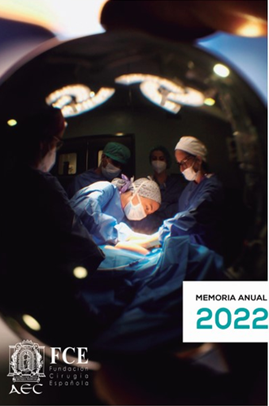 MEMORIA ANUAL
2022
FCE
Fundación
Cirugía
Española
AEC